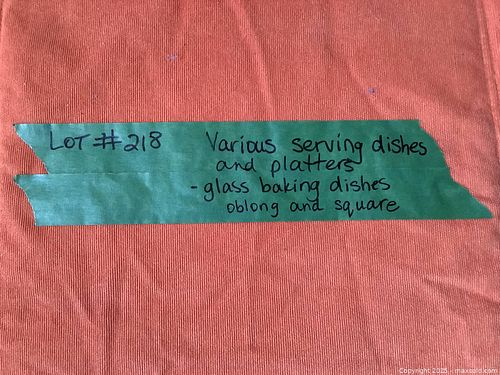 LOT #218 Various serving dishes
and platters
- glass baking dishes
oblong and square
Copyright 2025 - maxsold.com